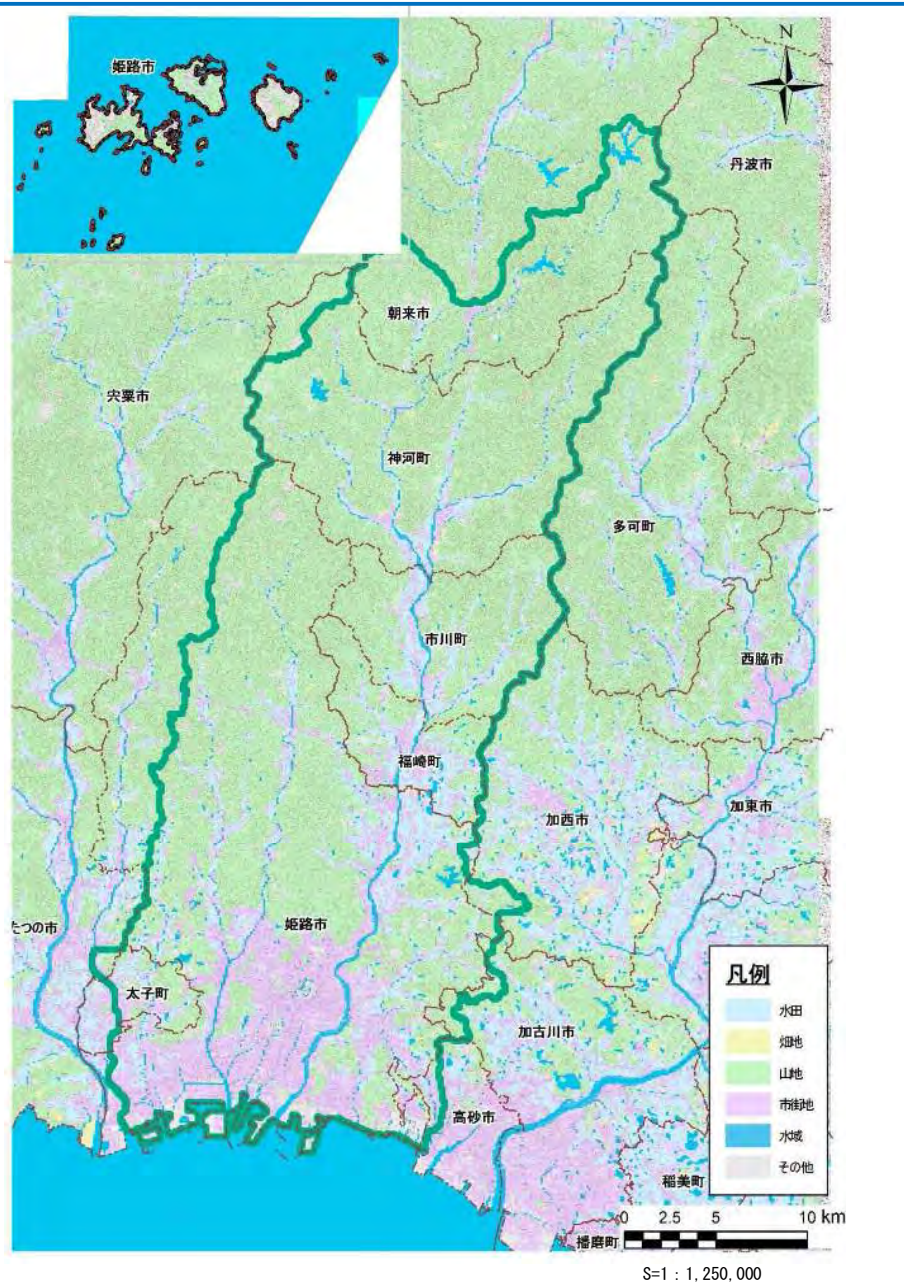 姫路市
N
丹波市
朝来市
宍粟市
神河町
多可町
市川町
西脇市
福崎町
加西市
加東市
たつの市
姫路市
太子町
加古川市
高砂市
稲美町
播磨町
凡例
水田
畑地
山地
市街地
水域
その他
0 2.5 5 10 km
S=1：1,250,000